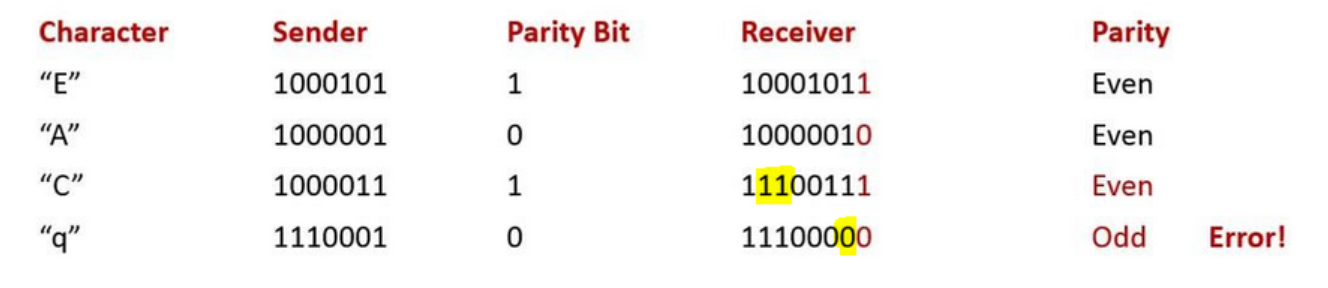 Character Sender Parity Bit Receiver Parity
“E” 1000101 1 10001011 Even
“A” 1000001 0 10000010 Even
“C” 1000011 1 11100111 Even
“q” 1110001 0 11100000 Odd Error!